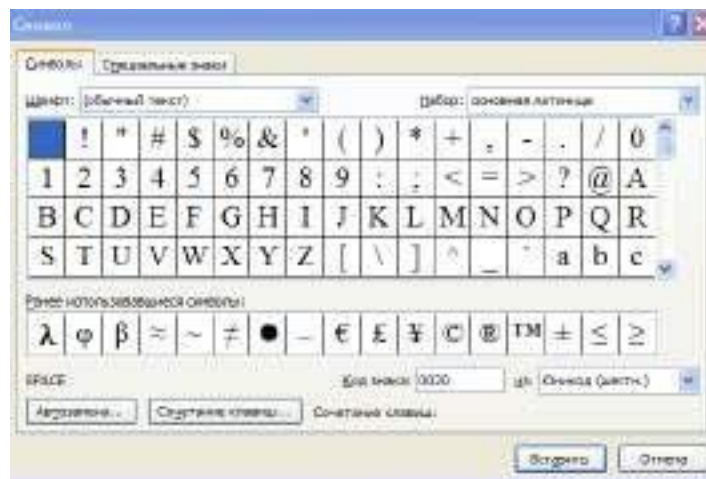 Символ
Символы Специальные знаки
Шрифт: (обычный текст) Набор: основная латиница
! " # $ % & ' ( ) * + , - . / 0
1 2 3 4 5 6 7 8 9 : ; < = > ? @ A
B C D E F G H I J K L M N O P Q R
S T U V W X Y Z [ \ ] ^ _ ` a b c
Ранее использовавшиеся символы:
λ φ β ≈ ~ ≠ ● – € £ ¥ © ® ™ ± ≤ ≥
SPACE Код знака: 0020 из: Юникод (шестн.)
Автозамена... Сочетание клавиш... Сочетание клавиш:
Вставить Отмена